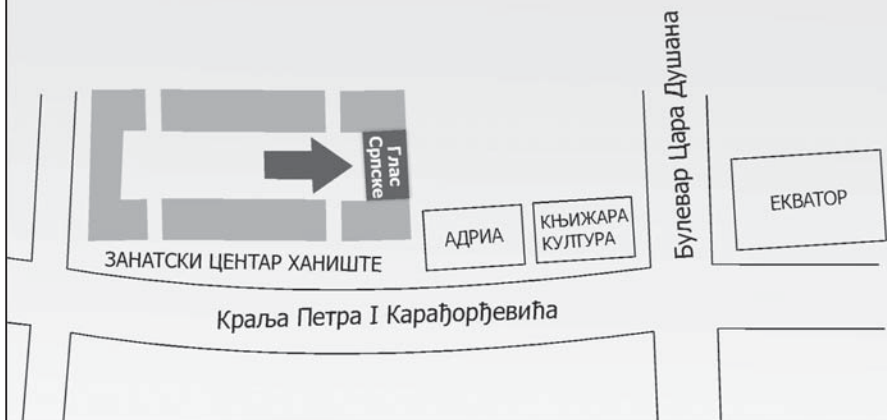 Булевар Цара Душана
Глас
Српске
АДРИА
КЊИЖАРА
КУЛТУРА
ЕКВАТОР
ЗАНАТСКИ ЦЕНТАР ХАНИШТЕ
Краља Петра I Карађорђевића